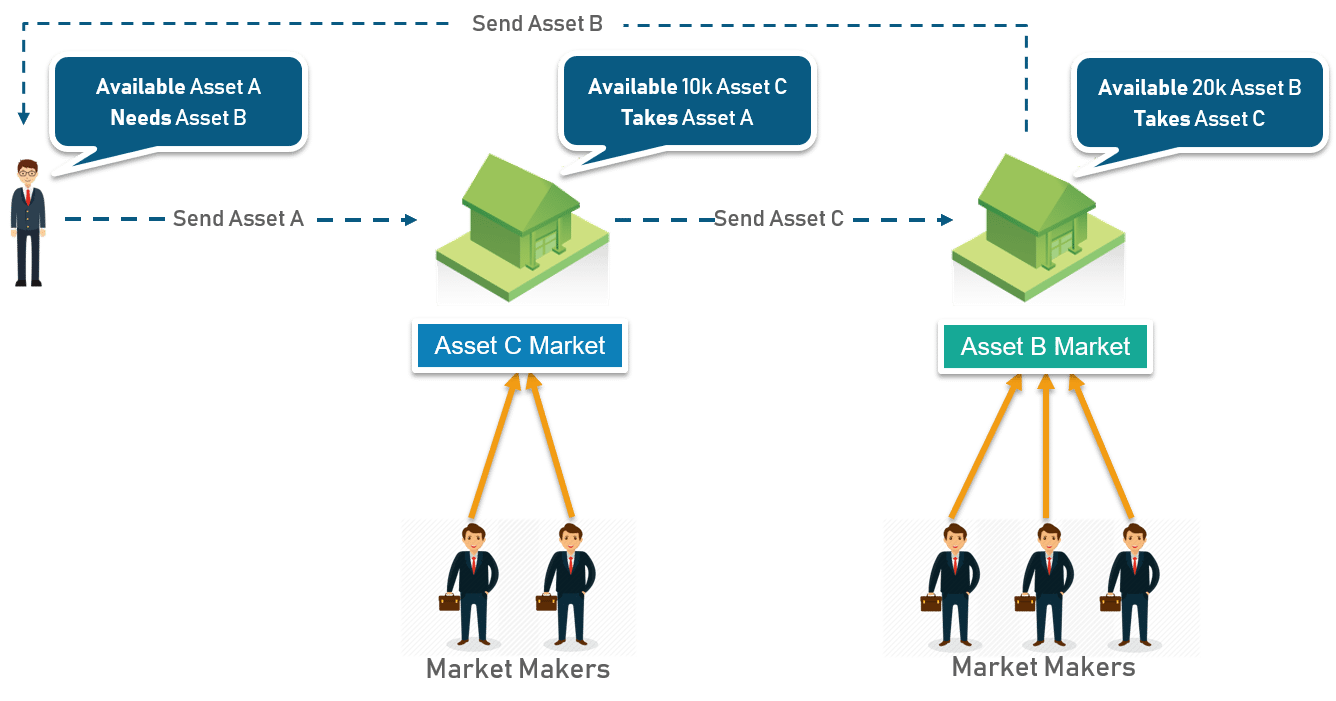 Send Asset B
Available Asset A
Needs Asset B
Available 10k Asset C
Takes Asset A
Available 20k Asset B
Takes Asset C
Send Asset A
Send Asset C
Asset C Market
Asset B Market
Market Makers
Market Makers